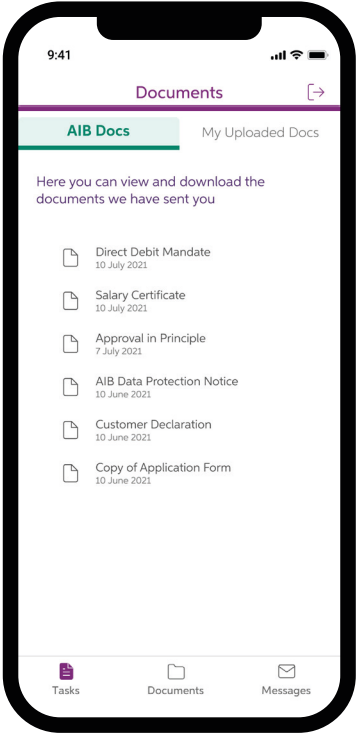 9:41
Documents
AIB Docs
My Uploaded Docs
Here you can view and download the
documents we have sent you
Direct Debit Mandate
10 July 2021
Salary Certificate
10 July 2021
Approval in Principle
7 July 2021
AIB Data Protection Notice
10 June 2021
Customer Declaration
10 June 2021
Copy of Application Form
10 June 2021
Tasks
Documents
Messages